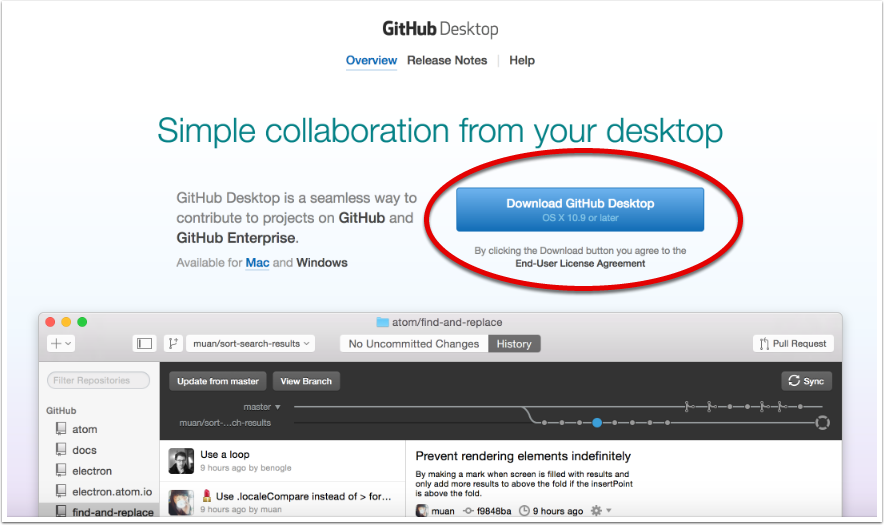 GitHub Desktop
Overview Release Notes Help
Simple collaboration from your desktop
GitHub Desktop is a seamless way to
contribute to projects on GitHub and
GitHub Enterprise.
Available for Mac and Windows
Download GitHub Desktop
OS X 10.9 or later
By clicking the Download button you agree to the
End-User License Agreement
atom/find-and-replace
muan/sort-search-results No Uncommitted Changes History Pull Request
Filter Repositories
GitHub
atom
docs
electron
electron.atom.io
find-and-replace
Update from master View Branch Sync
master
muan/sort-...ch-results
Use a loop
9 hours ago by benogle
Use .localeCompare instead of > for...
9 hours ago by muan
Prevent rendering elements indefinitely
By making a mark when screen is filled with results and
only add more results to above the fold if the insertPoint
is above the fold.
muan f9848ba 9 hours ago